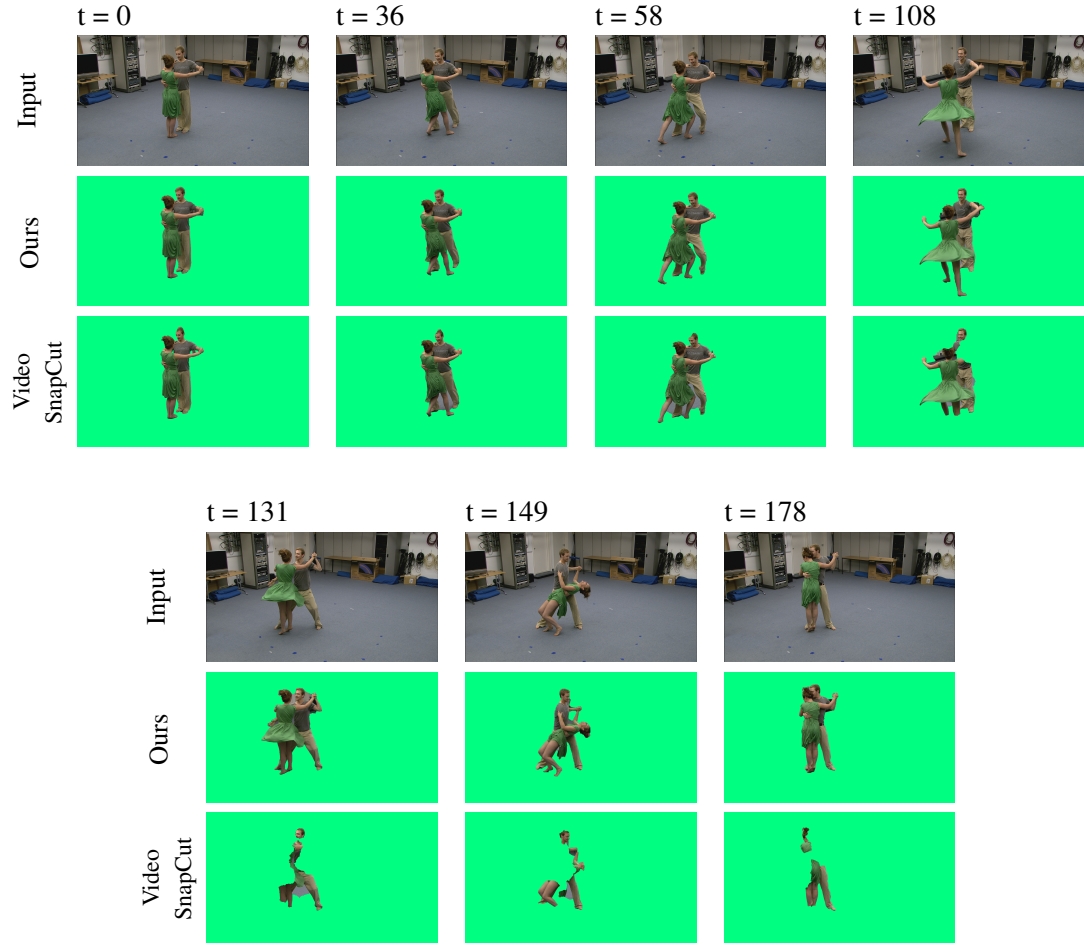 t = 0
t = 36
t = 58
t = 108
Input
Ours
Video
SnapCut
t = 131
t = 149
t = 178
Input
Ours
Video
SnapCut